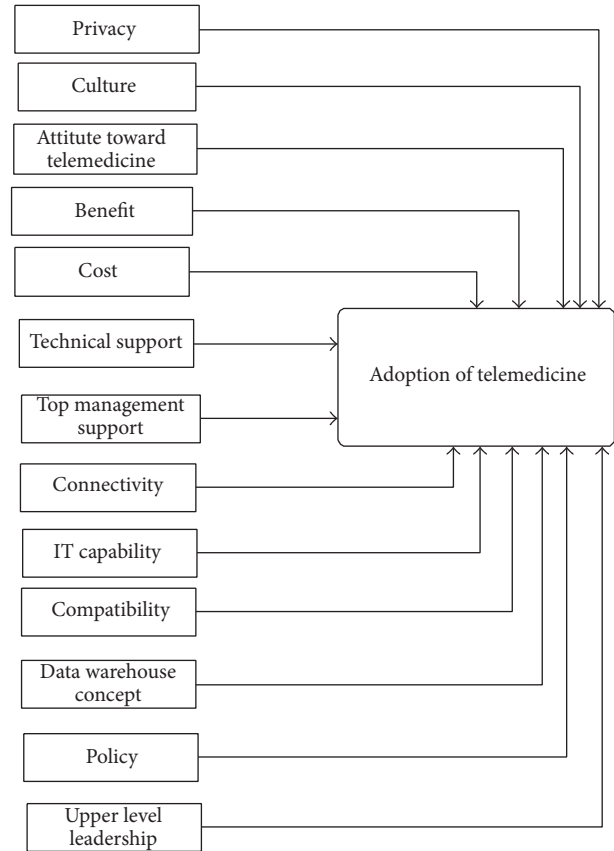 Privacy
Culture
Attitute toward
telemedicine
Benefit
Cost
Technical support
Adoption of telemedicine
Top management
support
Connectivity
IT capability
Compatibility
Data warehouse
concept
Policy
Upper level
leadership